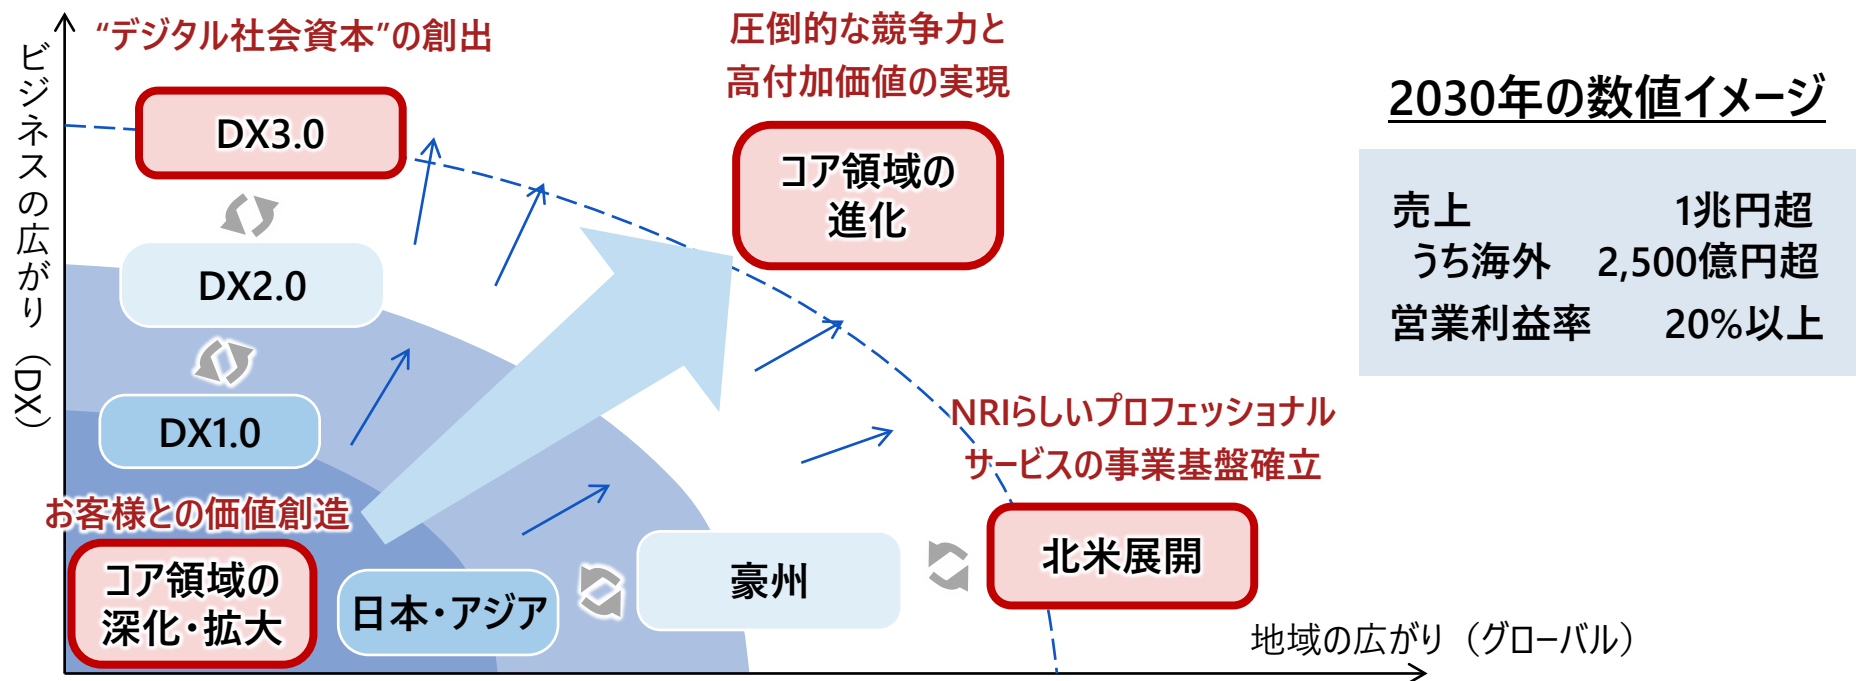 “デジタル社会資本”の創出
圧倒的な競争力と
高付加価値の実現
2030年の数値イメージ
ビジネスの広がり（DX）
DX3.0
コア領域の
進化
売上 1兆円超
うち海外 2,500億円超
営業利益率 20%以上
DX2.0
DX1.0
NRIらしいプロフェッショナル
サービスの事業基盤確立
お客様との価値創造
コア領域の
深化・拡大
日本・アジア
豪州
北米展開
地域の広がり（グローバル）